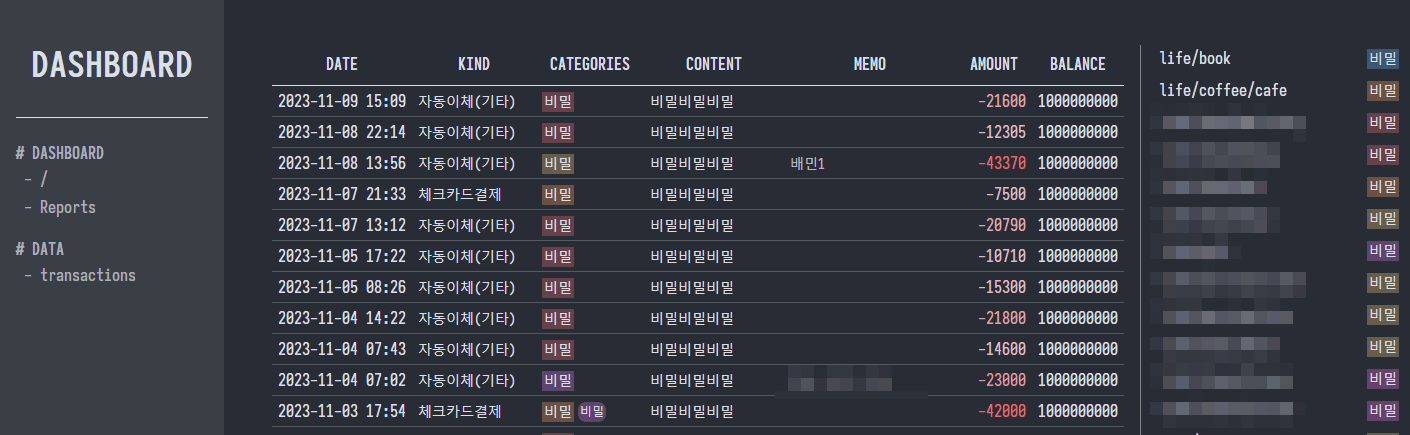 DASHBOARD
# DASHBOARD
- /
- Reports
# DATA
- transactions
DATE KIND CATEGORIES CONTENT MEMO AMOUNT BALANCE
2023-11-09 15:09 자동이체(기타) 비밀 비밀비밀비밀 -21600 1000000000
2023-11-08 22:14 자동이체(기타) 비밀 비밀비밀비밀 -12305 1000000000
2023-11-08 13:56 자동이체(기타) 비밀 비밀비밀비밀 배민1 -43370 1000000000
2023-11-07 21:33 체크카드결제 비밀 비밀비밀비밀 -7500 1000000000
2023-11-07 13:12 자동이체(기타) 비밀 비밀비밀비밀 -20790 1000000000
2023-11-05 17:22 자동이체(기타) 비밀 비밀비밀비밀 -10710 1000000000
2023-11-05 08:26 자동이체(기타) 비밀 비밀비밀비밀 -15300 1000000000
2023-11-04 14:22 자동이체(기타) 비밀 비밀비밀비밀 -21800 1000000000
2023-11-04 07:43 자동이체(기타) 비밀 비밀비밀비밀 -14600 1000000000
2023-11-04 07:02 자동이체(기타) 비밀 비밀비밀비밀 -23000 1000000000
2023-11-03 17:54 체크카드결제 비밀 비밀 비밀비밀비밀 -42000 1000000000
life/book 비밀
life/coffee/cafe 비밀
비밀
비밀
비밀
비밀
비밀
비밀
비밀
비밀
비밀
비밀